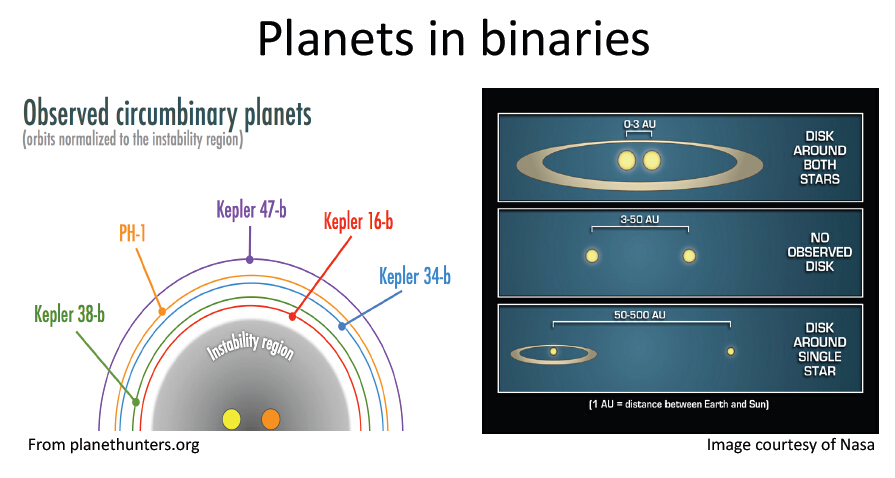 Planets in binaries
Observed circumbinary planets
(orbits normalized to the instability region)
Kepler 47-b
Kepler 16-b
PH-1
Kepler 34-b
Kepler 38-b
Instability region
From planethunters.org
0-3 AU
DISK
AROUND
BOTH
STARS
3-50 AU
NO
OBSERVED
DISK
50-500 AU
DISK
AROUND
SINGLE
STAR
(1 AU = distance between Earth and Sun)
Image courtesy of Nasa